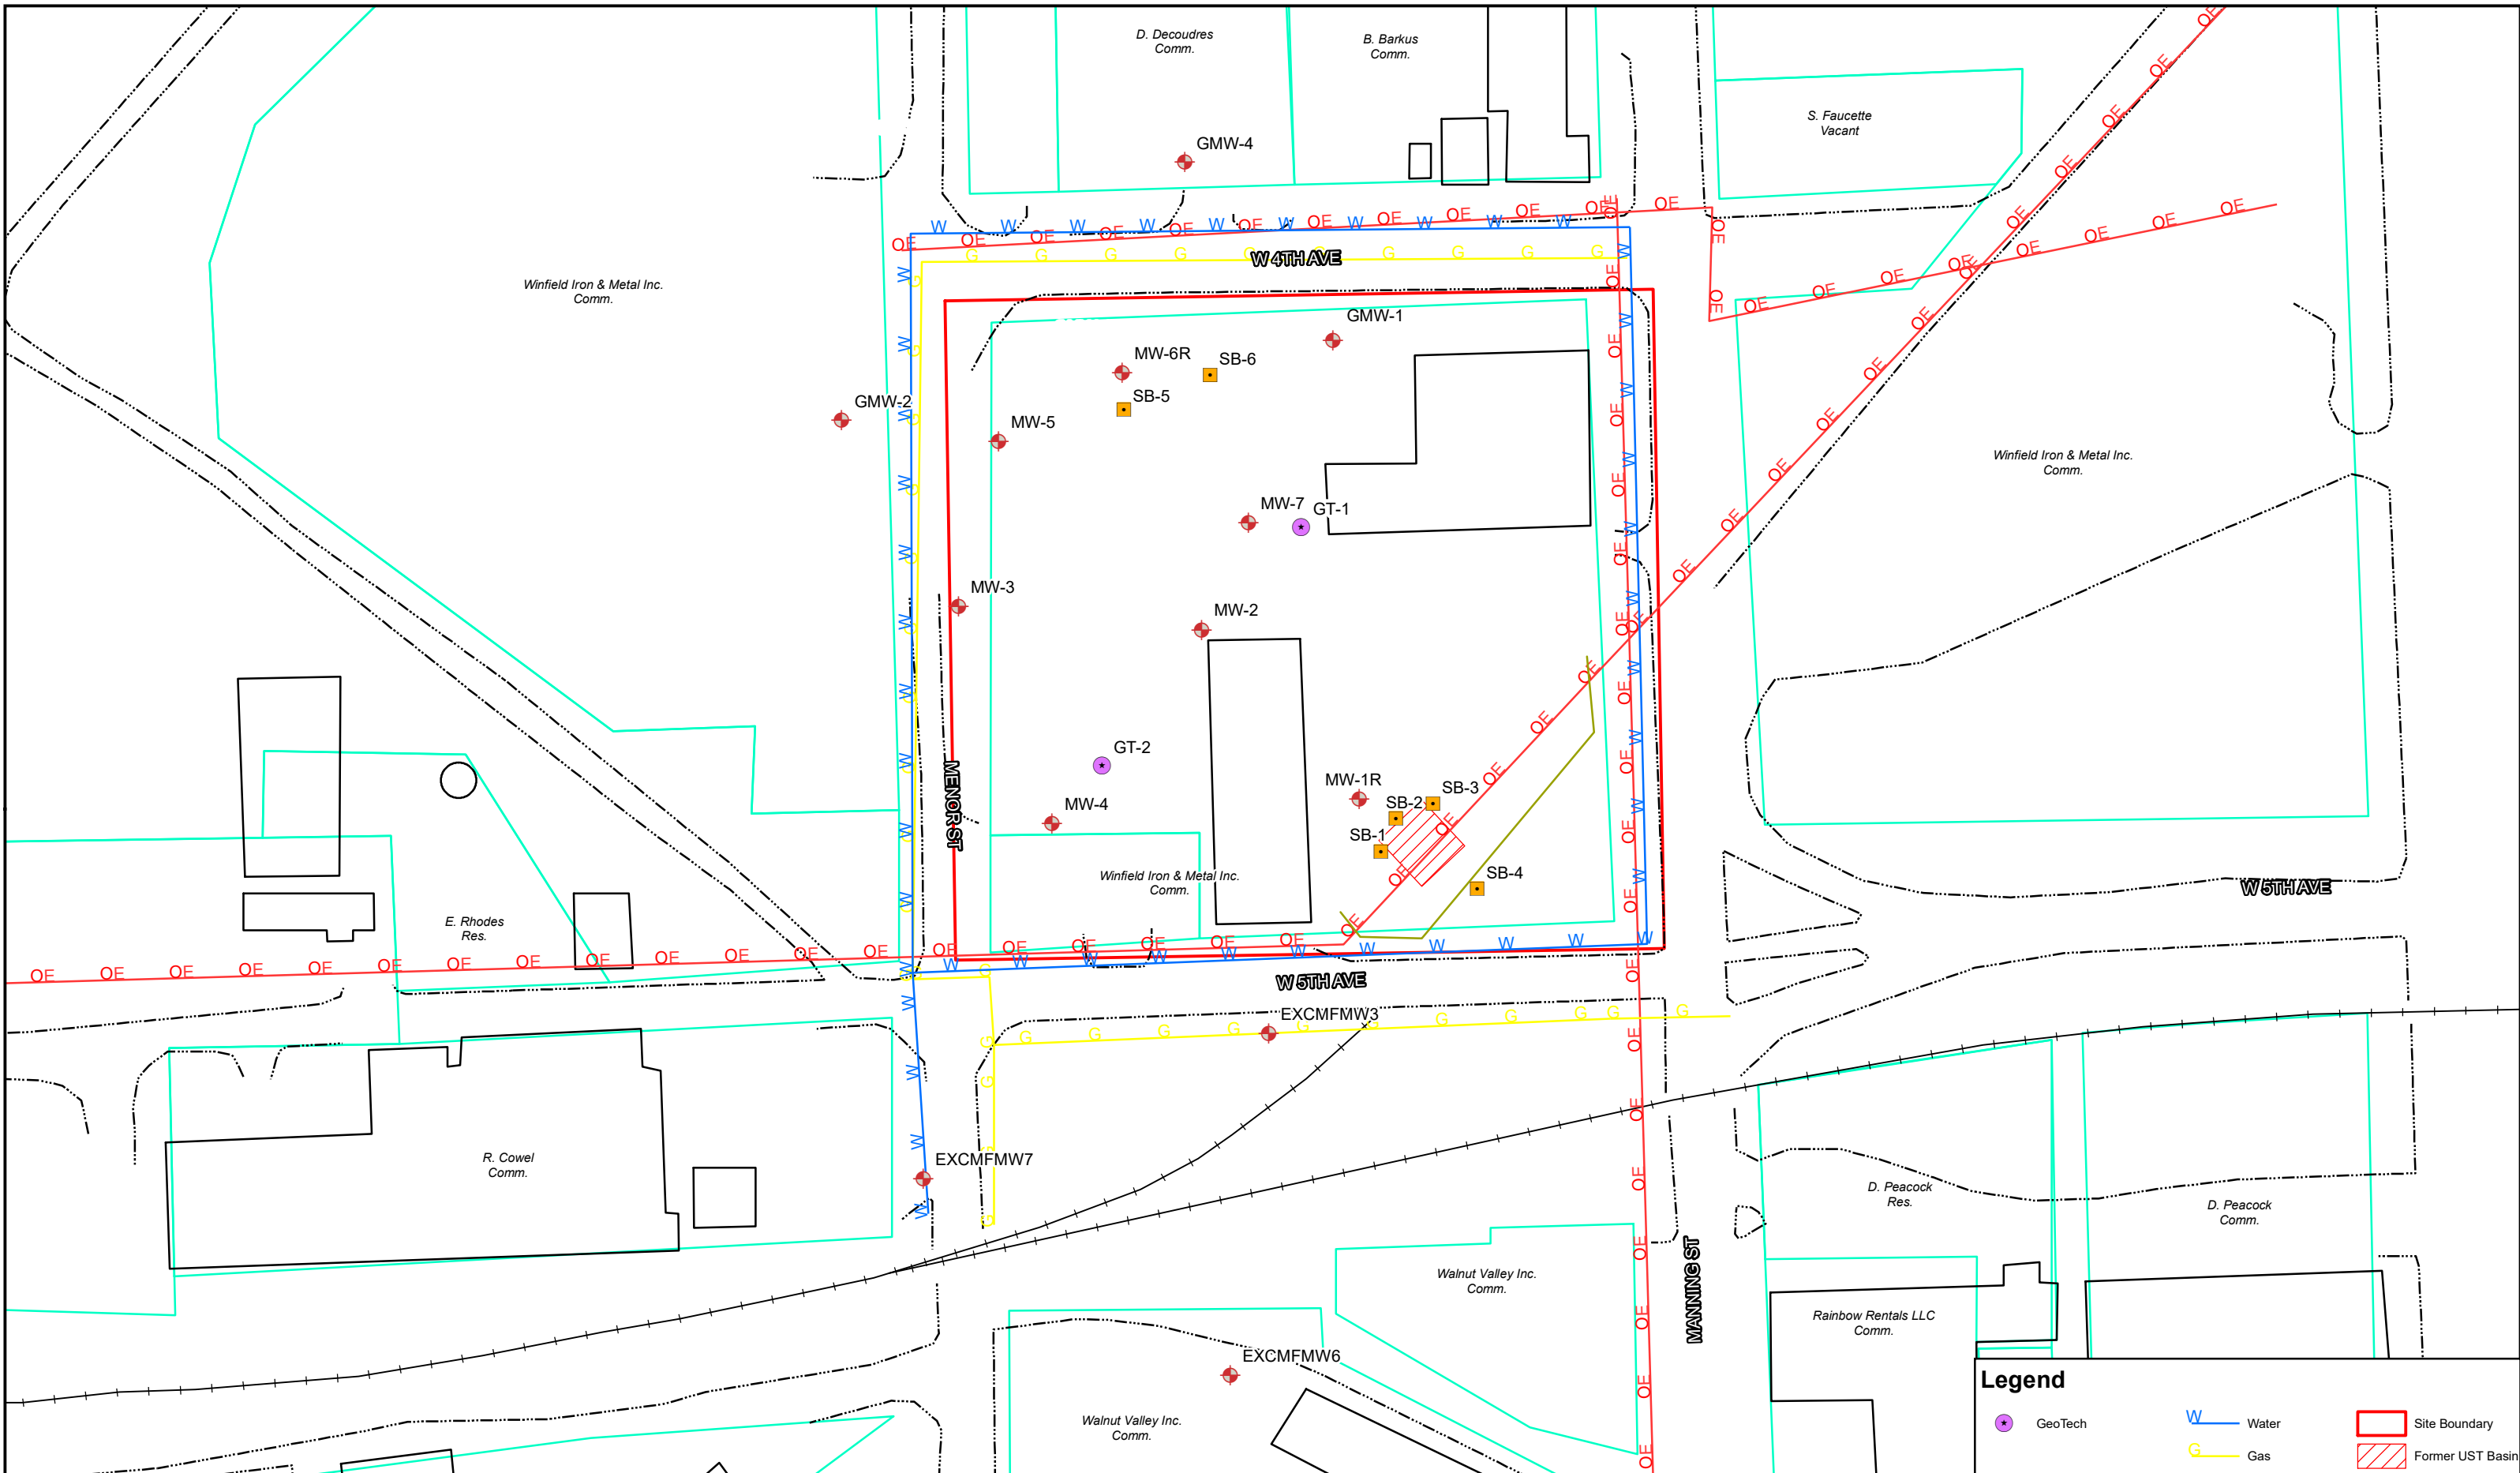 D. Decoudres
Comm.
B. Barkus
Comm.
S. Faucette
Vacant
GMW-4
W 4TH AVE
Winfield Iron & Metal Inc.
Comm.
GMW-1
MW-6R
SB-6
SB-5
GMW-2
MW-5
Winfield Iron & Metal Inc.
Comm.
MW-7
GT-1
MW-3
MW-2
GT-2
MENOR ST
MW-1R
SB-3
SB-2
MW-4
SB-1
SB-4
Winfield Iron & Metal Inc.
Comm.
W 5TH AVE
E. Rhodes
Res.
W 5TH AVE
EXCMFMW3
R. Cowel
Comm.
EXCMFMW7
D. Peacock
Res.
D. Peacock
Comm.
MANNING ST
Walnut Valley Inc.
Comm.
Rainbow Rentals LLC
Comm.
EXCMFMW6
Walnut Valley Inc.
Comm.
Legend
GeoTech
W Water
Site Boundary
G Gas
Former UST Basin